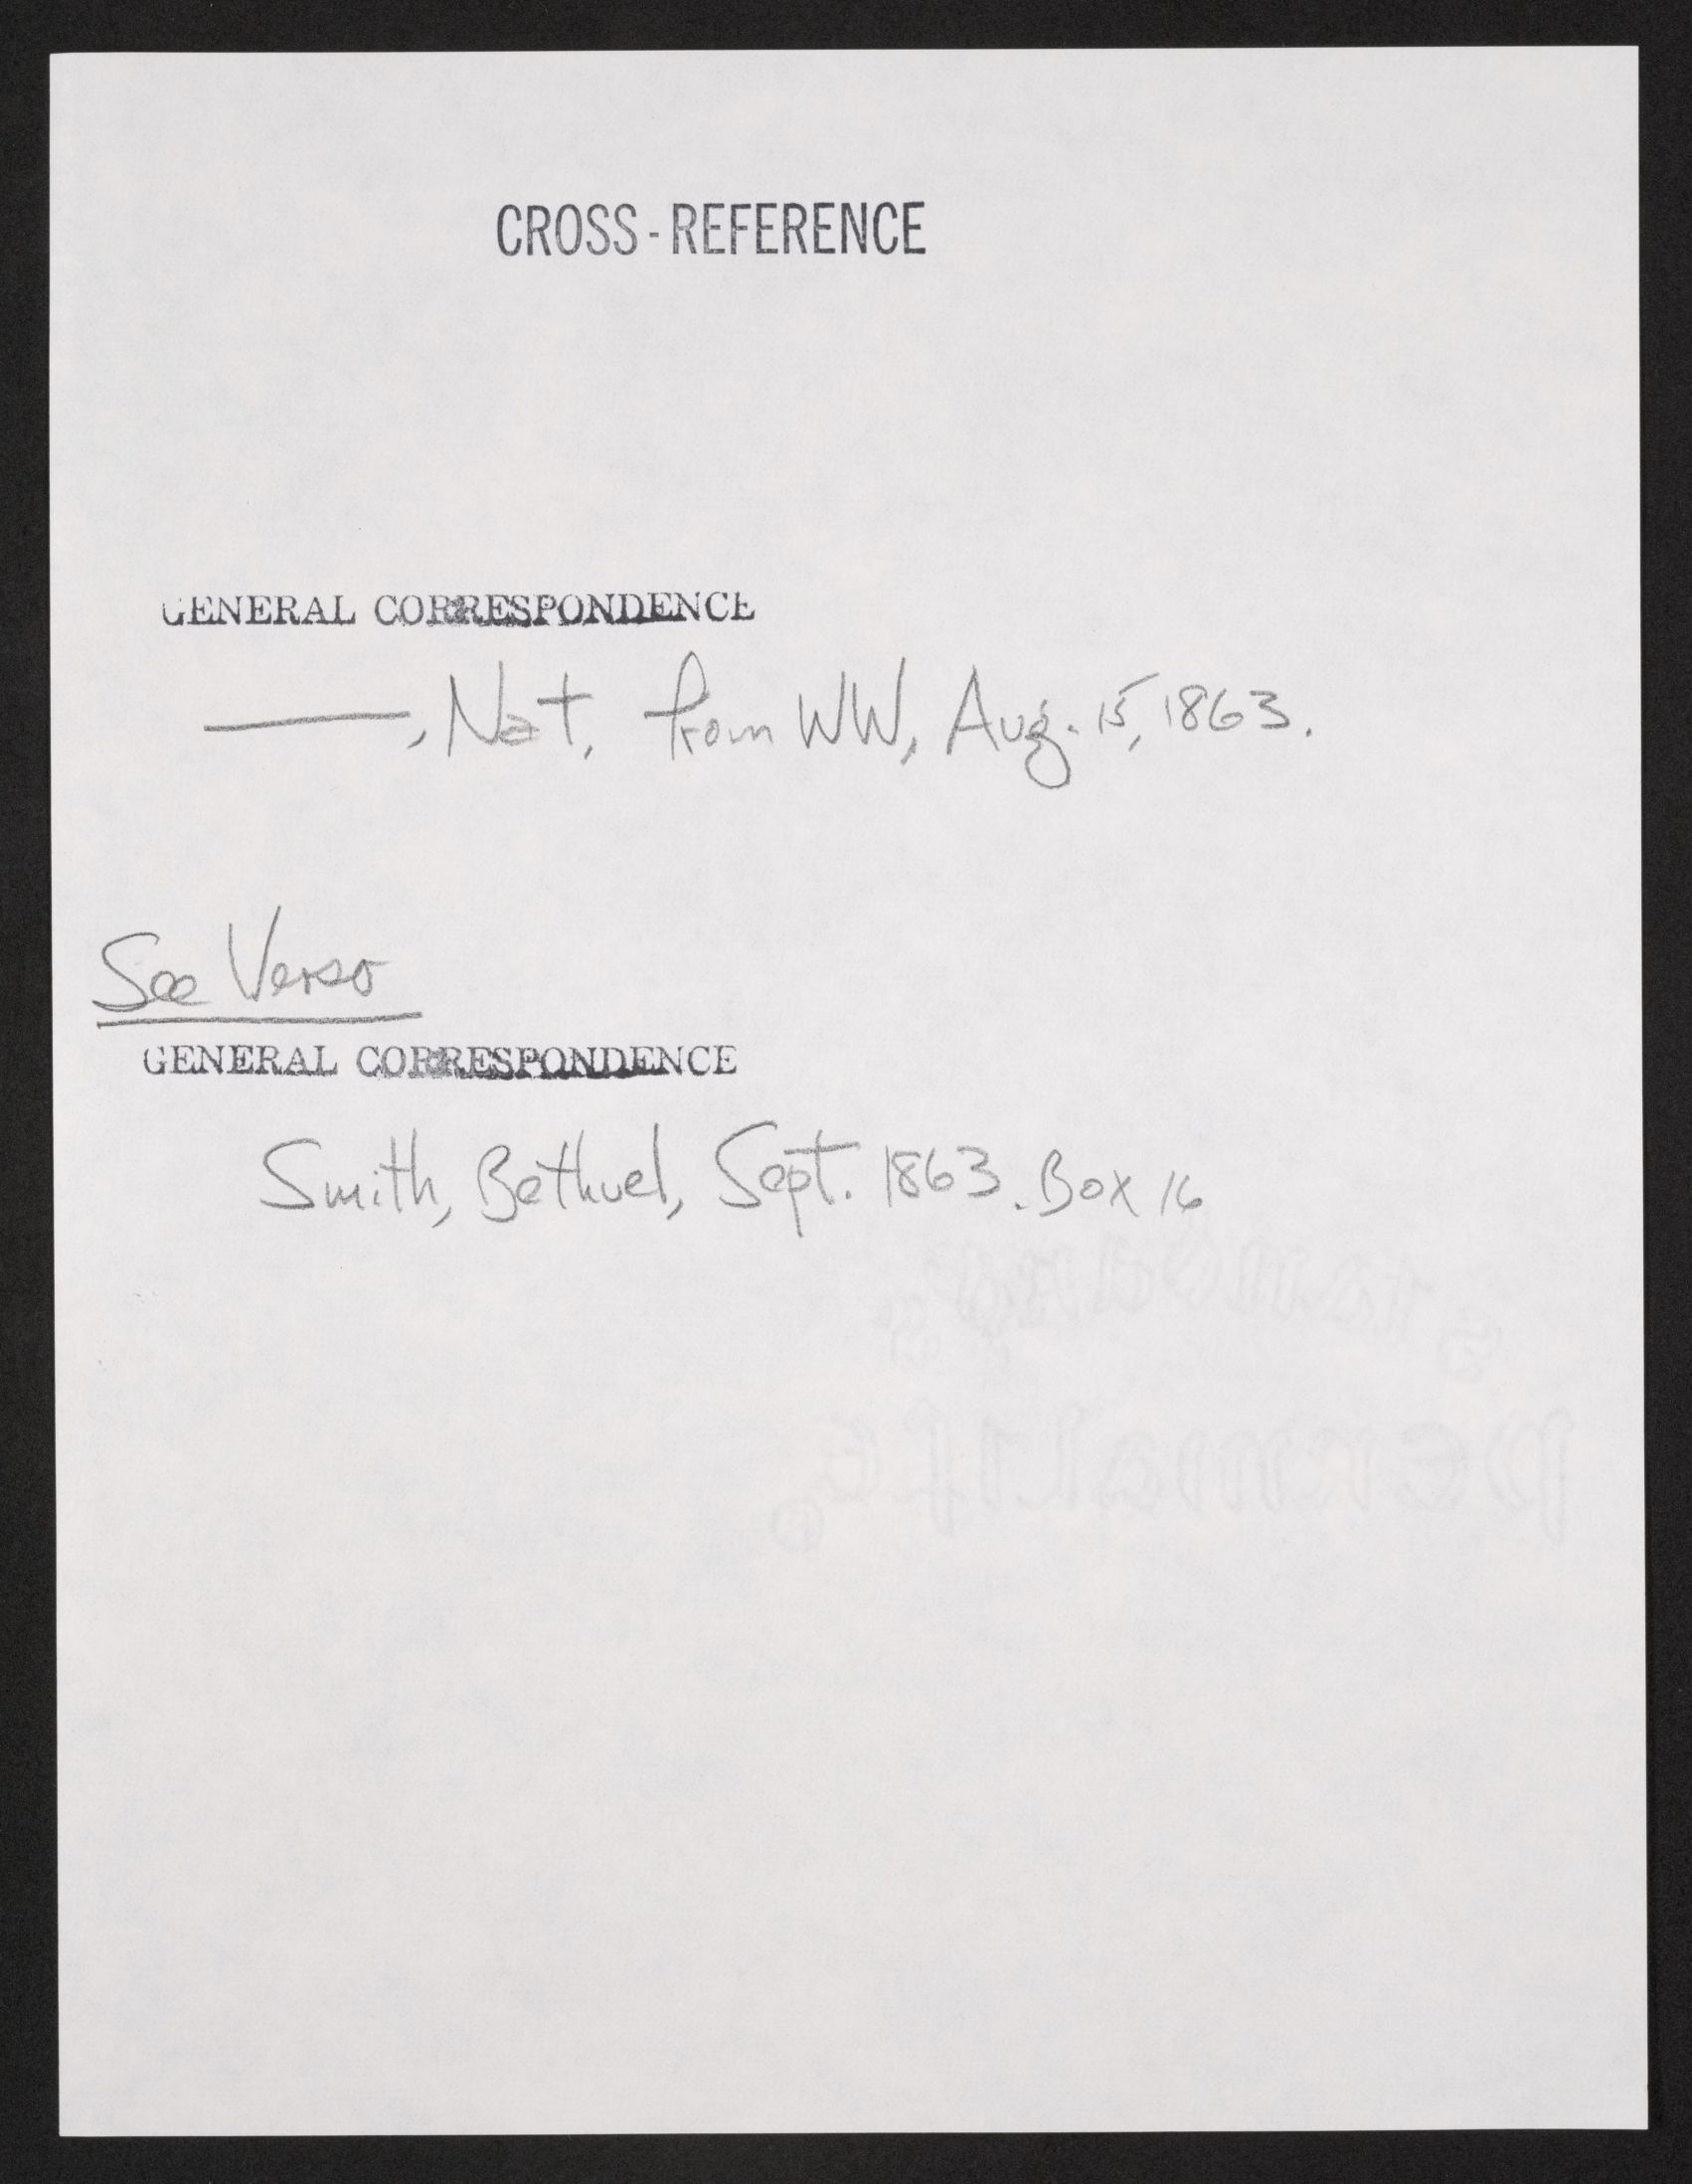 CROSS-REFERENCE
GENERAL CORRESPONDENCE
——, Nat, from WW, Aug. 15, 1863.
See Verso
GENERAL CORRESPONDENCE
Smith, Bethuel, Sept. 1863. Box 16